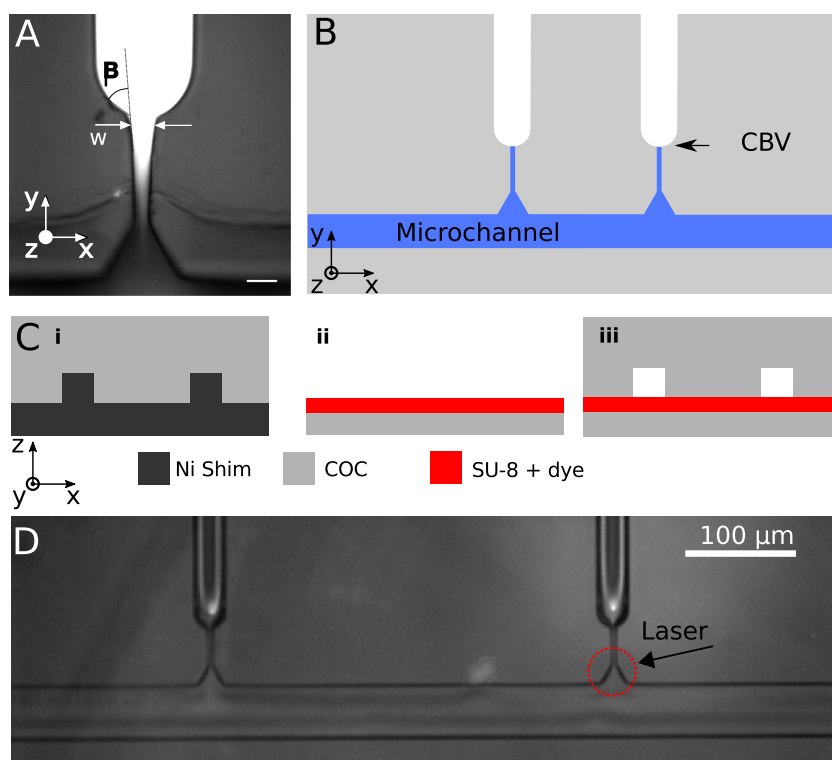 A
β
w
y
z x
B
CBV
Microchannel
y
z x
C i
ii
iii
z
y x
Ni Shim
COC
SU-8 + dye
D
100 µm
Laser